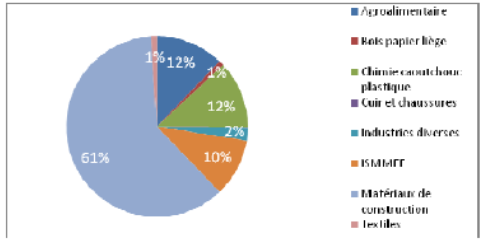 1%
12%
1%
12%
2%
10%
61%
Agroalimentaire
Bois papier liège
Chimie caoutchouc
plastique
Cuir et chaussures
Industries diverses
ISMMEE
Matériaux de
construction
Textiles